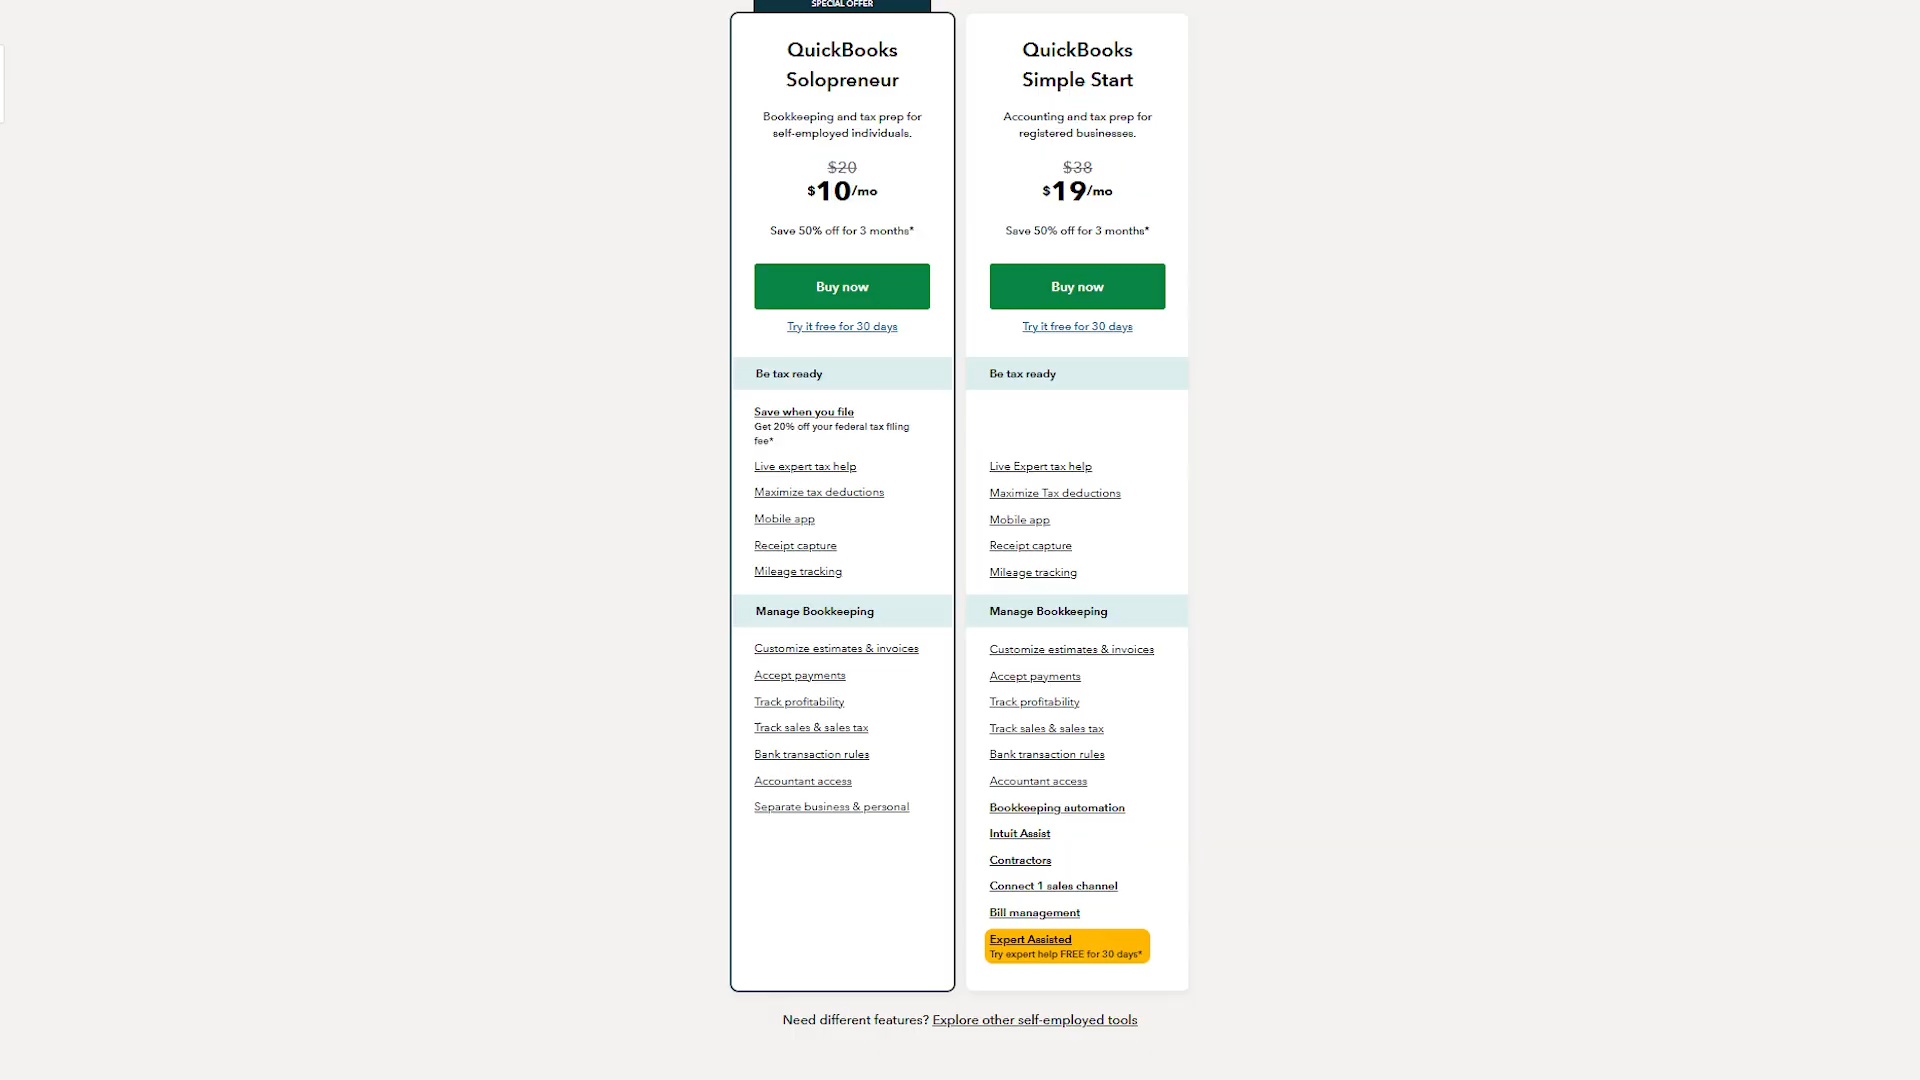 SPECIAL OFFER
QuickBooks
Solopreneur
Bookkeeping and tax prep for
self-employed individuals.
$20
$10/mo
Save 50% off for 3 months*
Buy now
Try it free for 30 days
Be tax ready
Save when you file
Get 20% off your federal tax filing
fee*
Live expert tax help
Maximize tax deductions
Mobile app
Receipt capture
Mileage tracking
Manage Bookkeeping
Customize estimates & invoices
Accept payments
Track profitability
Track sales & sales tax
Bank transaction rules
Accountant access
Separate business & personal
QuickBooks
Simple Start
Accounting and tax prep for
registered businesses.
$38
$19/mo
Save 50% off for 3 months*
Buy now
Try it free for 30 days
Be tax ready
Live Expert tax help
Maximize Tax deductions
Mobile app
Receipt capture
Mileage tracking
Manage Bookkeeping
Customize estimates & invoices
Accept payments
Track profitability
Track sales & sales tax
Bank transaction rules
Accountant access
Bookkeeping automation
Intuit Assist
Contractors
Connect 1 sales channel
Bill management
Expert Assisted
Try expert help FREE for 30 days*
Need different features? Explore other self-employed tools